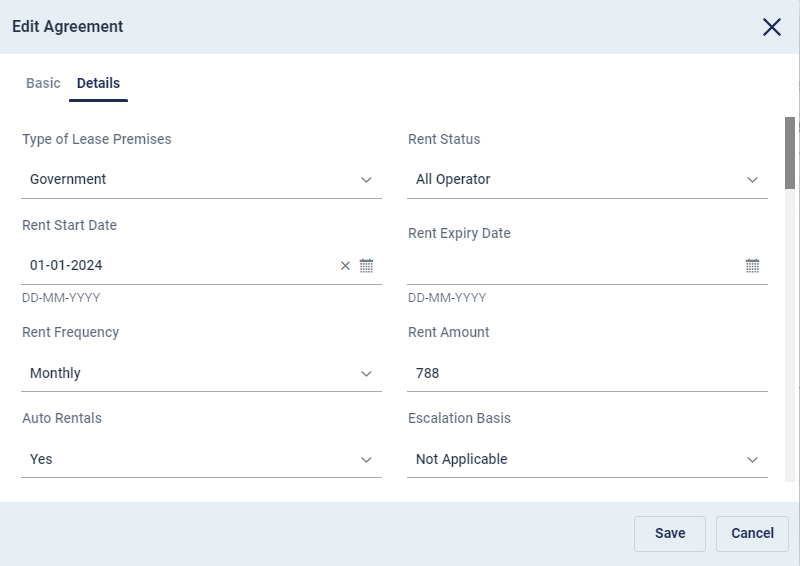 Edit Agreement
Basic Details
Type of Lease Premises
Government
Rent Status
All Operator
Rent Start Date
01-01-2024
DD-MM-YYYY
Rent Expiry Date
DD-MM-YYYY
Rent Frequency
Monthly
Rent Amount
788
Auto Rentals
Yes
Escalation Basis
Not Applicable
Save Cancel